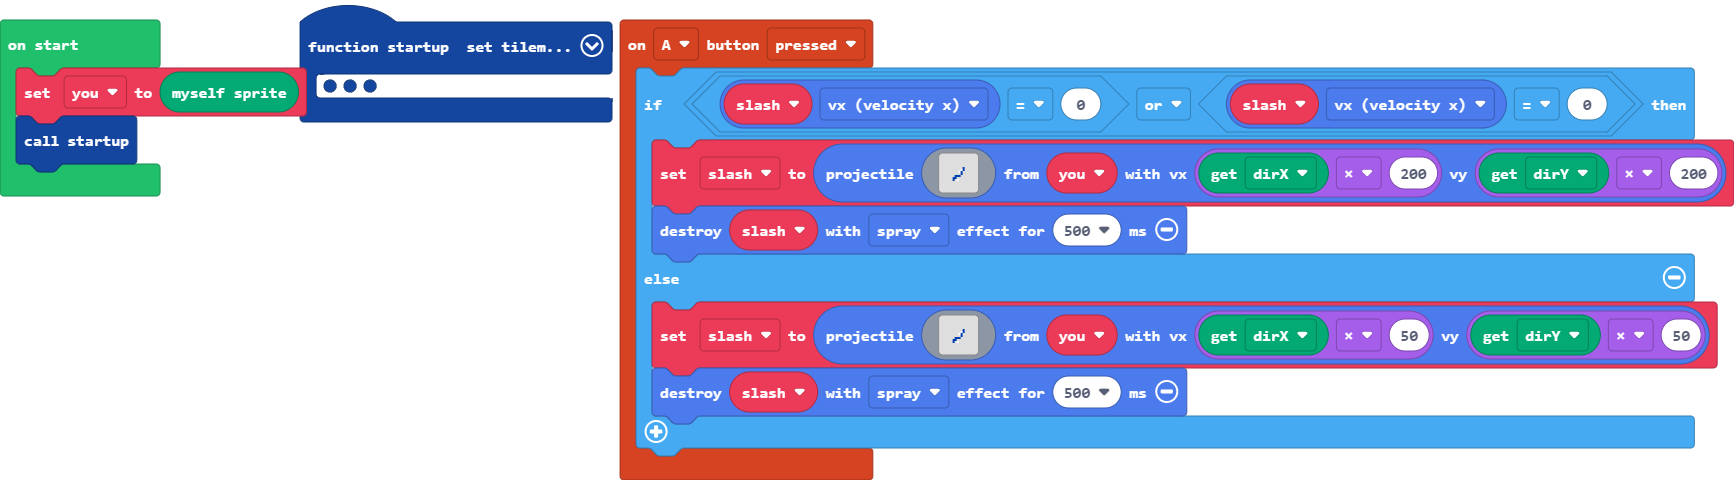 on start
set you to myself sprite
call startup
function startup set tilem...
on A button pressed
if slash vx (velocity x) = 0 or slash vx (velocity x) = 0 then
set slash to projectile from you with vx get dirX × 200 vy get dirY × 200
destroy slash with spray effect for 500 ms
else
set slash to projectile from you with vx get dirX × 50 vy get dirY × 50
destroy slash with spray effect for 500 ms